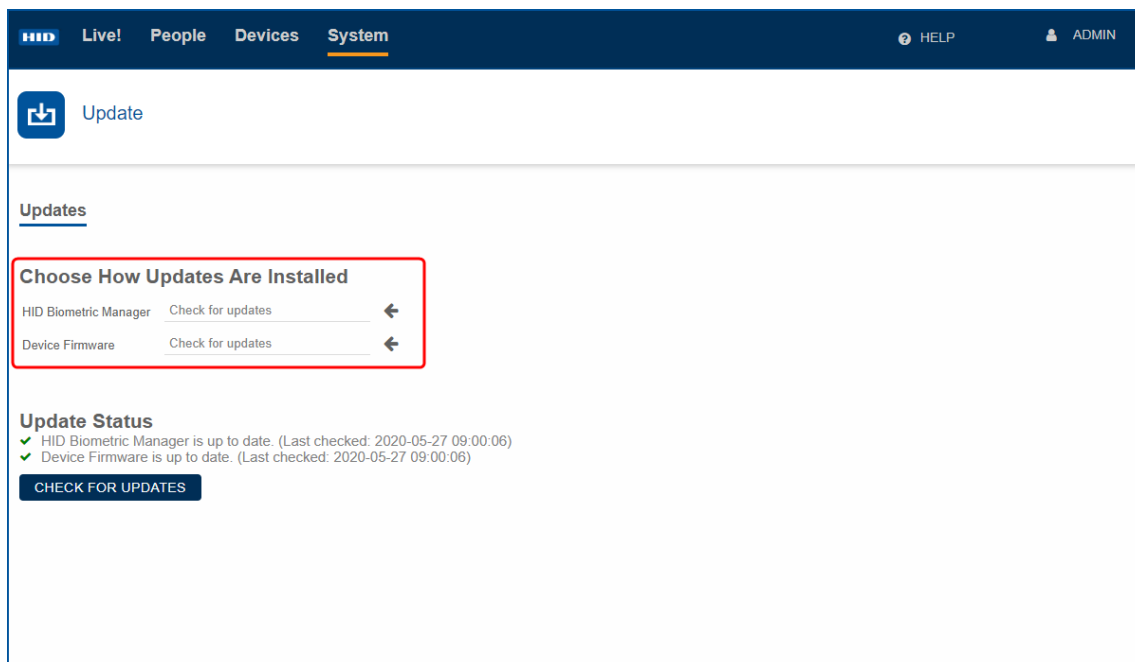 HID Live! People Devices System HELP ADMIN
Update
Updates
Choose How Updates Are Installed
HID Biometric Manager Check for updates
Device Firmware Check for updates
Update Status
HID Biometric Manager is up to date. (Last checked: 2020-05-27 09:00:06)
Device Firmware is up to date. (Last checked: 2020-05-27 09:00:06)
CHECK FOR UPDATES